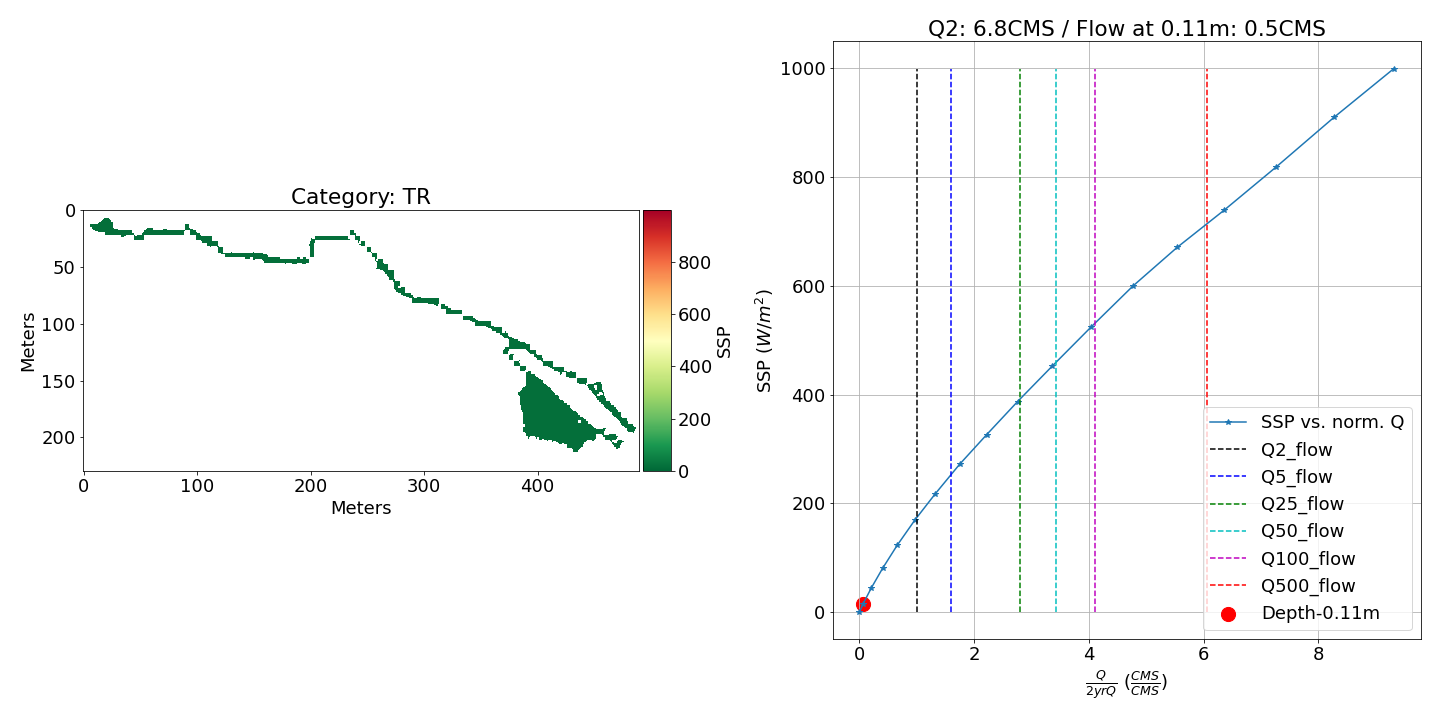 Category: TR
0
50
100
150
200
Meters
0
100
200
300
400
Meters
800
600
400
200
0
SSP
Q2: 6.8CMS / Flow at 0.11m: 0.5CMS
1000
800
600
400
200
0
SSP (W/m²)
0
2
4
6
8
Q/2yrQ (CMS/CMS)
SSP vs. norm. Q
Q2_flow
Q5_flow
Q25_flow
Q50_flow
Q100_flow
Q500_flow
Depth-0.11m